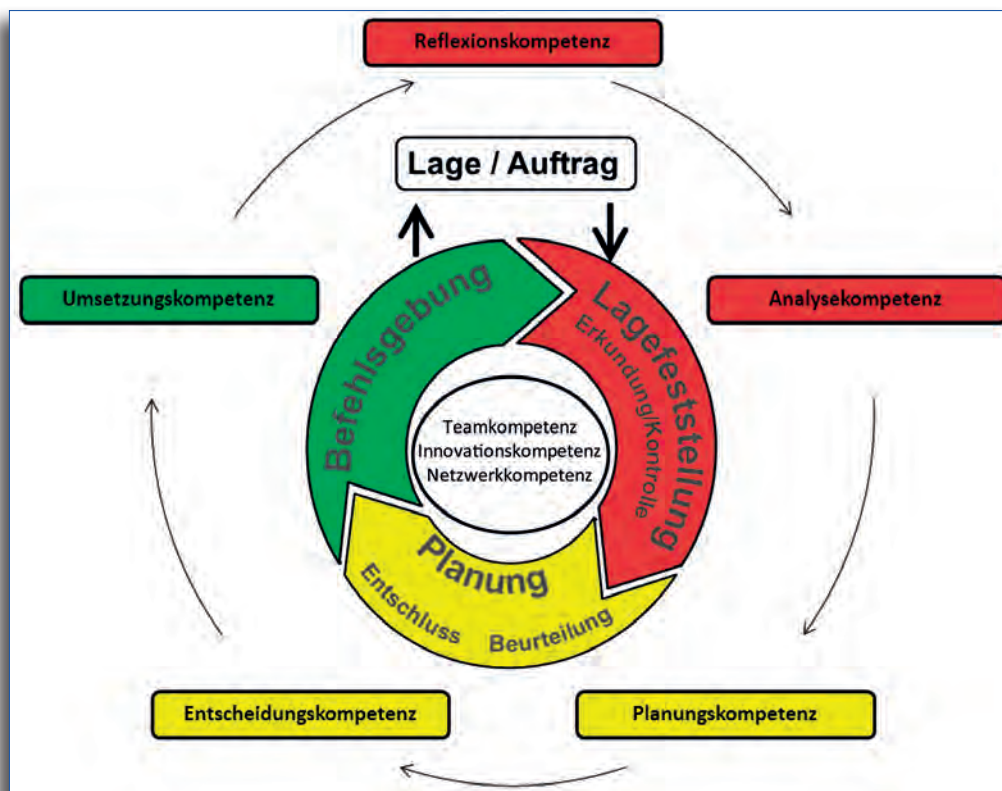 Reflexionskompetenz
Lage / Auftrag
Umsetzungskompetenz
Analysekompetenz
Befehlsgebung
Lagefeststellung
Erkundung/Kontrolle
Teamkompetenz
Innovationskompetenz
Netzwerkkompetenz
Planung
Entschluss Beurteilung
Entscheidungskompetenz
Planungskompetenz